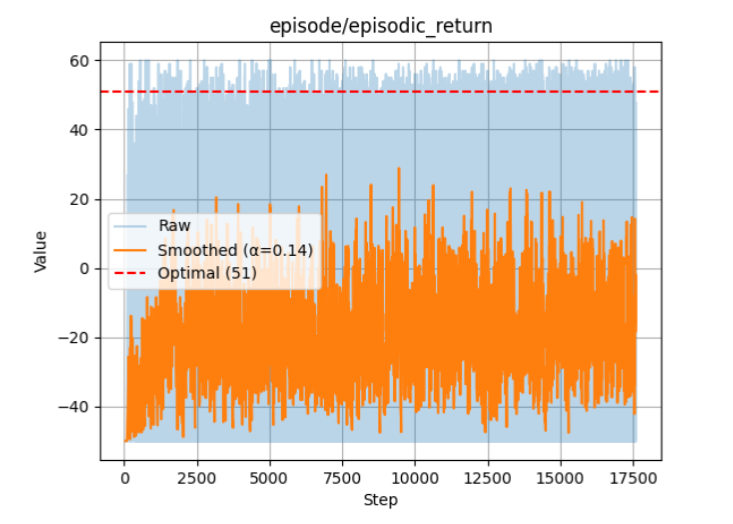 episode/episodic_return
60
40
20
0
−20
−40
Value
Raw
Smoothed (α=0.14)
Optimal (51)
0 2500 5000 7500 10000 12500 15000 17500
Step